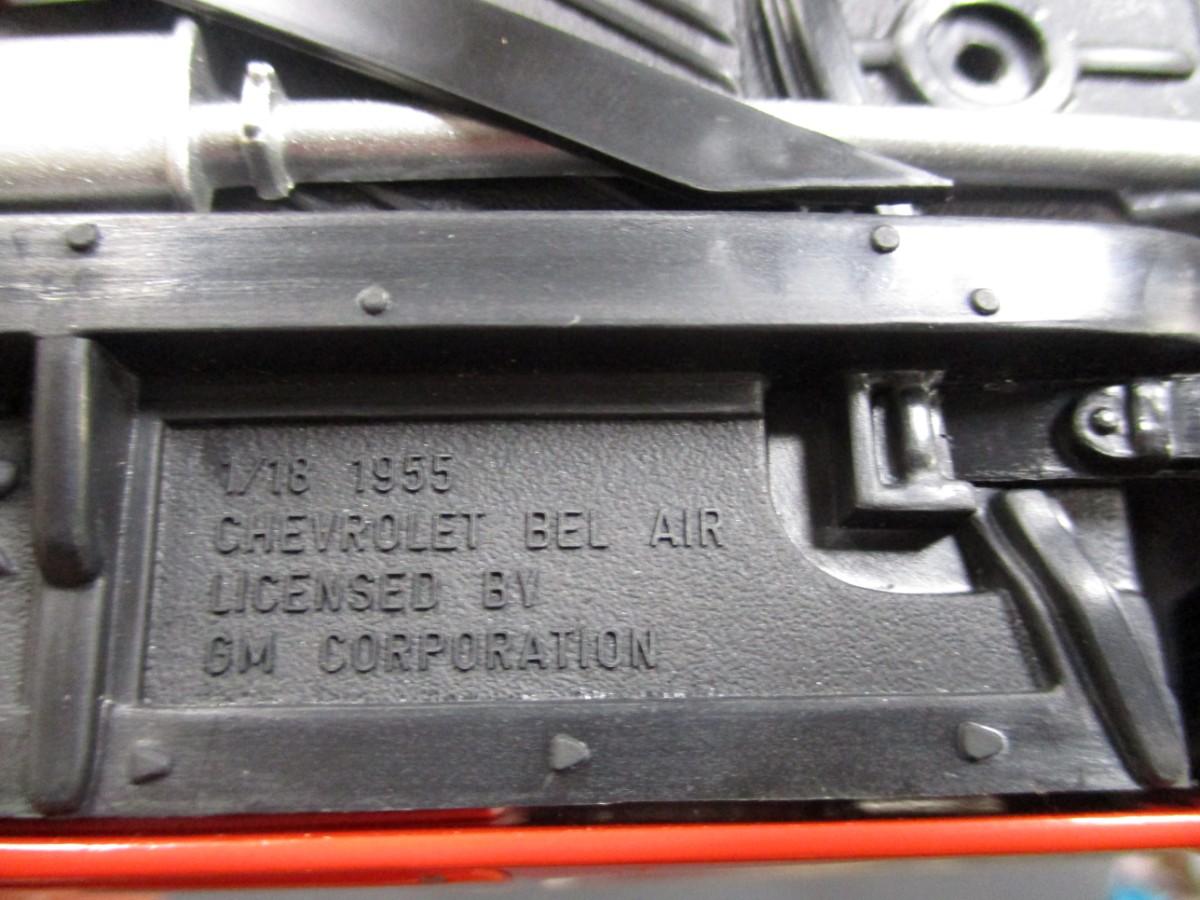 1/18 1955
CHEVROLET BEL AIR
LICENSED BY
GM CORPORATION